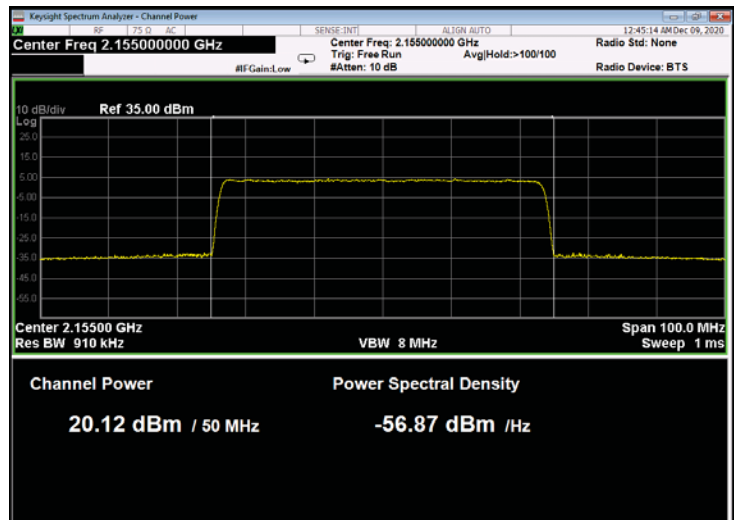 Keysight Spectrum Analyzer - Channel Power
RF 75 Ω AC SENSE:INT ALIGN AUTO 12:45:14 AM Dec 09, 2020
Center Freq 2.155000000 GHz Center Freq: 2.155000000 GHz Radio Std: None
Trig: Free Run Avg|Hold:>100/100
#IFGain:Low #Atten: 10 dB Radio Device: BTS
10 dB/div Ref 35.00 dBm
Log
25.0
15.0
5.00
-5.00
-15.0
-25.0
-35.0
-45.0
-55.0
Center 2.15500 GHz Span 100.0 MHz
Res BW 910 kHz VBW 8 MHz Sweep 1 ms
Channel Power Power Spectral Density
20.12 dBm / 50 MHz -56.87 dBm /Hz